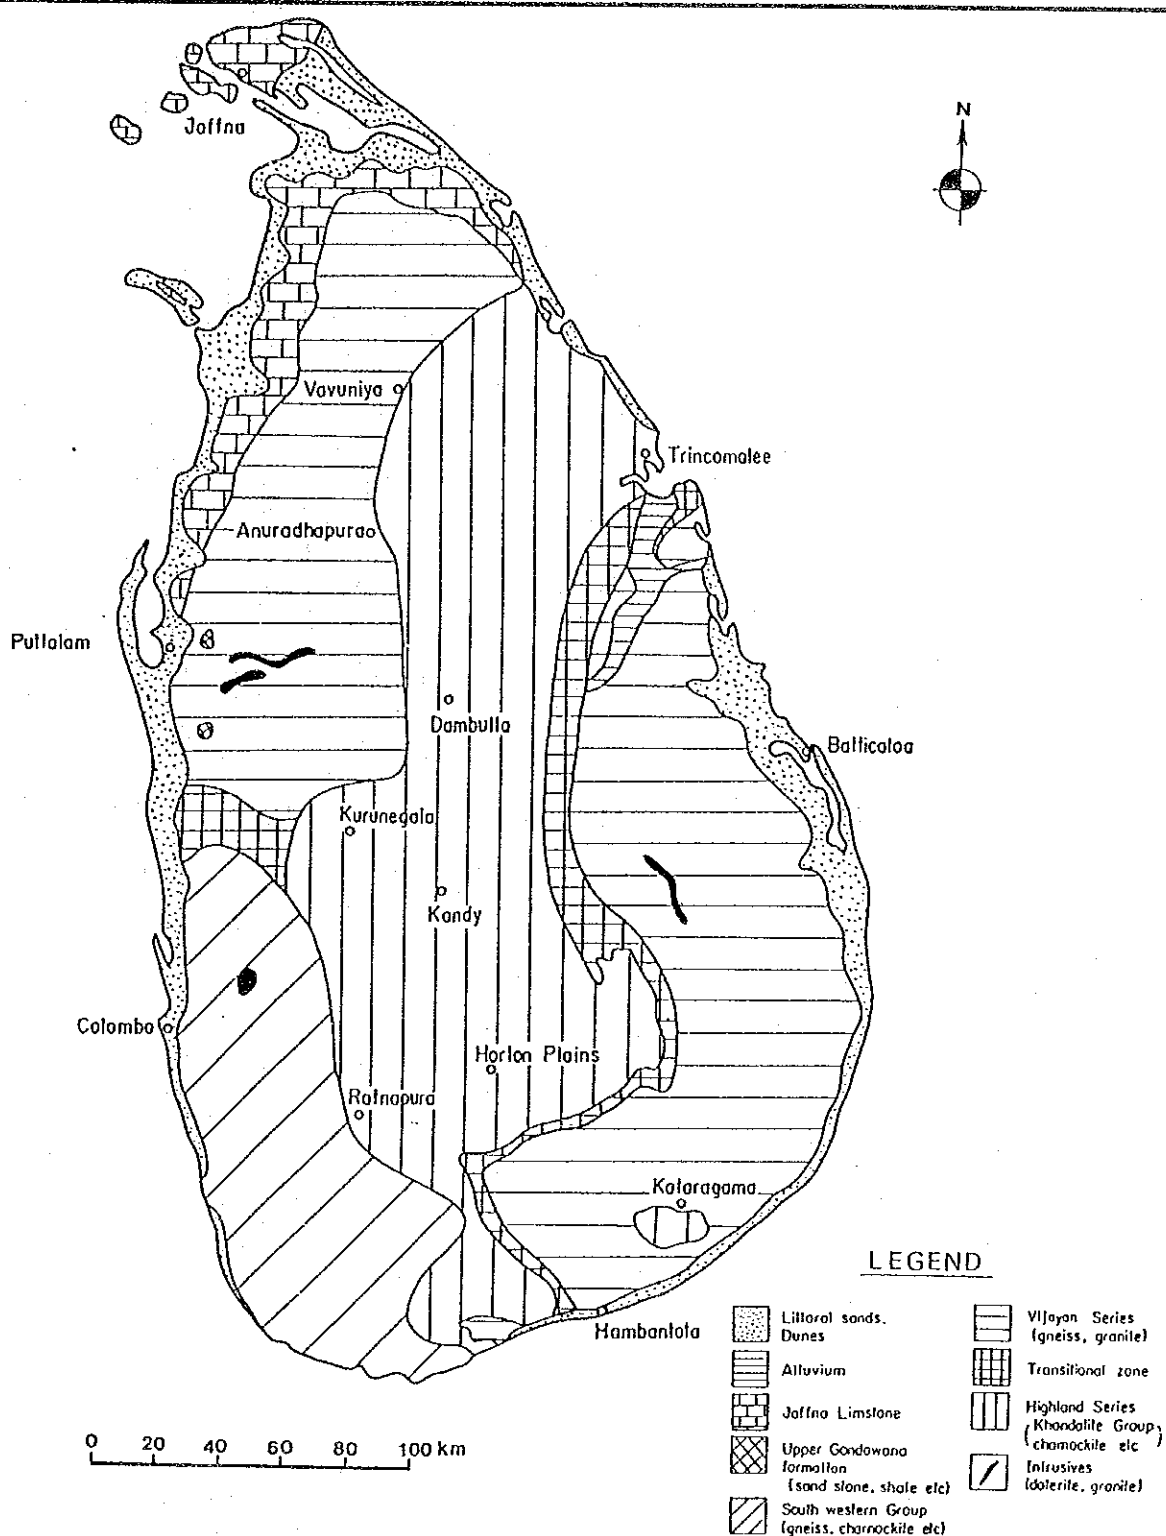 N
Jaffna
Vavuniya
Trincomalee
Anuradhapura
Puttalam
Dambulla
Batticaloa
Kurunegala
Kandy
Colombo
Horton Plains
Ratnapura
Kataragama
Hambantota
LEGEND
Littoral sands.
Dunes
Alluvium
Jaffna Limstone
Upper Gondowana
formation
(sand stone, shale etc)
South western Group
(gneiss, charnockite etc)
Vijayan Series
(gneiss, granite)
Transitional zone
Highland Series
(Khondalite Group)
charnockite etc
Intrusives
(dolerite, granite)
0 20 40 60 80 100 km